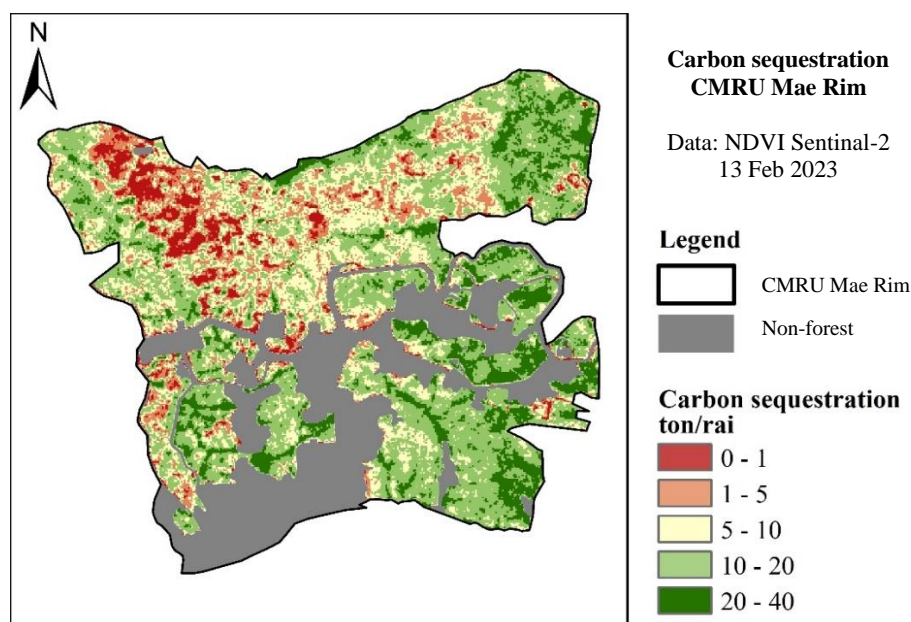 N
Carbon sequestration
CMRU Mae Rim
Data: NDVI Sentinal-2
13 Feb 2023
Legend
CMRU Mae Rim
Non-forest
Carbon sequestration
ton/rai
0 - 1
1 - 5
5 - 10
10 - 20
20 - 40